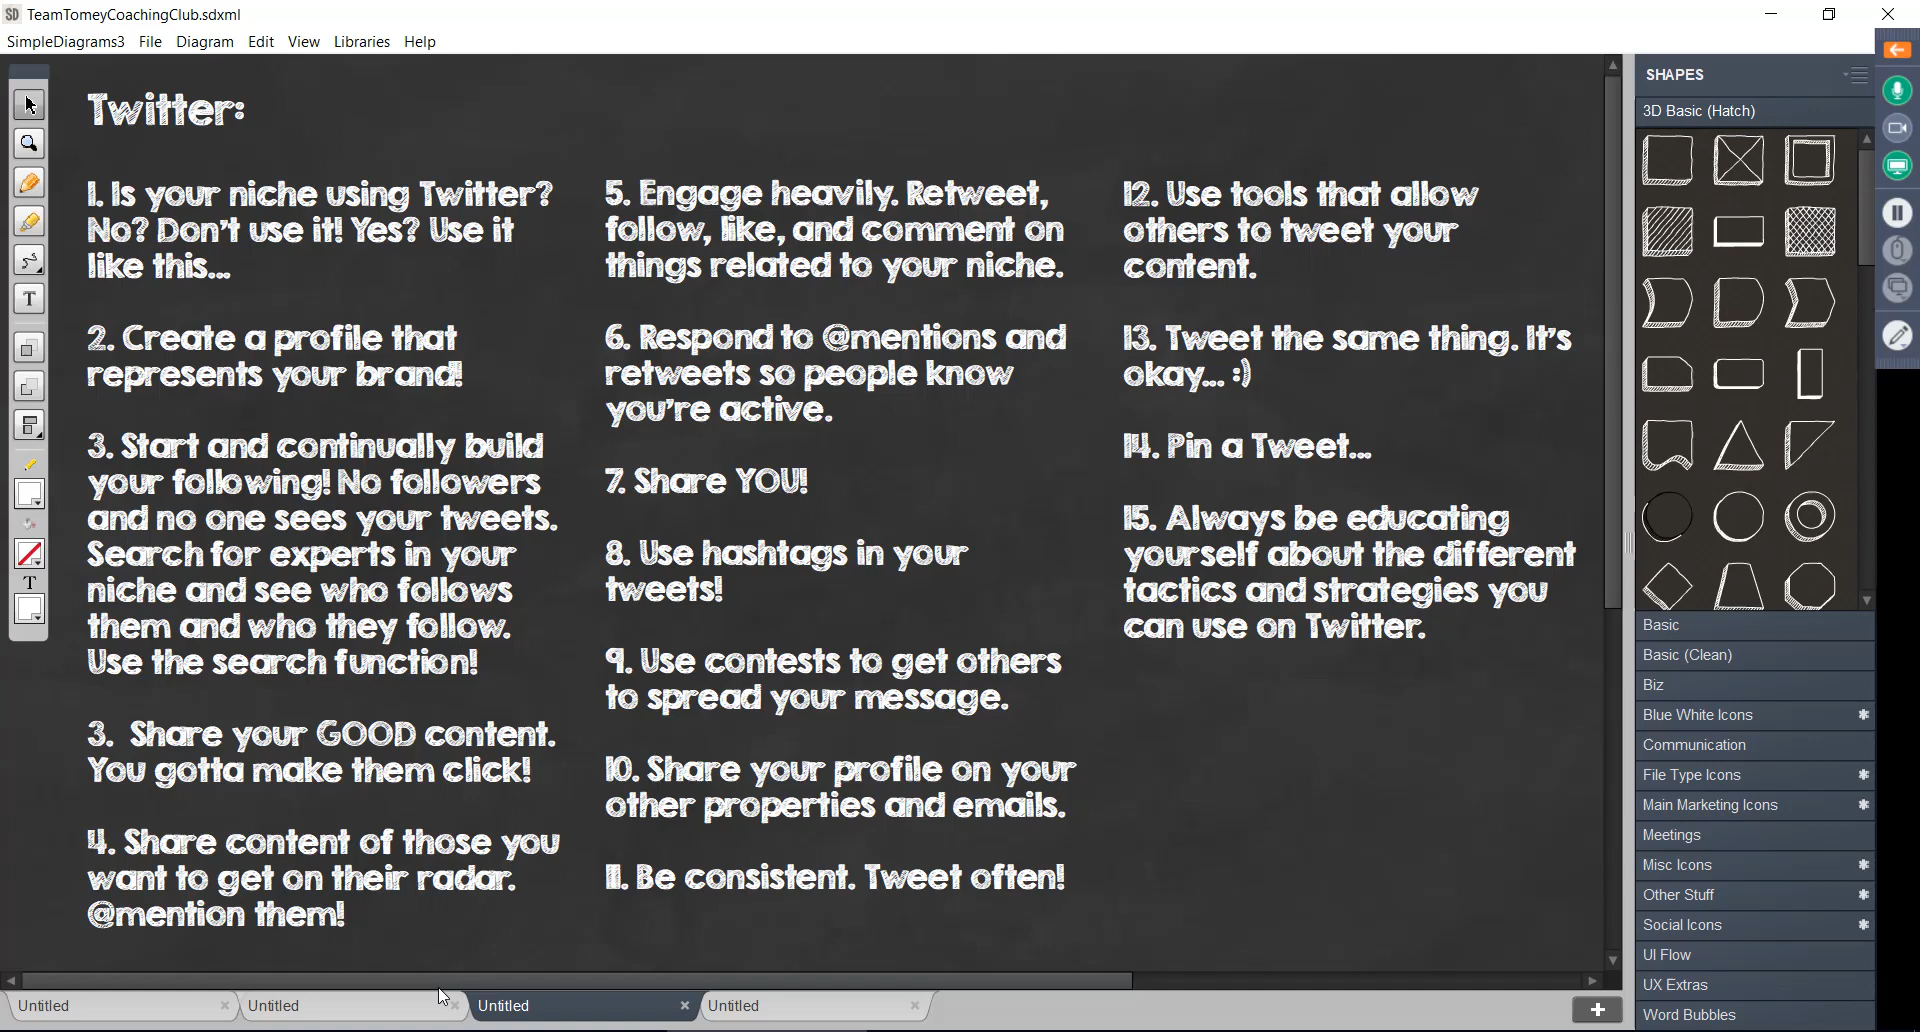 SD TeamTomeyCoachingClub.sdxml
SimpleDiagrams3 File Diagram Edit View Libraries Help
Twitter:
1. Is your niche using Twitter?
No? Don't use it! Yes? Use it
like this...
2. Create a profile that
represents your brand!
3. Start and continually build
your following! No followers
and no one sees your tweets.
Search for experts in your
niche and see who follows
them and who they follow.
Use the search function!
3. Share your GOOD content.
You gotta make them click!
4. Share content of those you
want to get on their radar.
@mention them!
5. Engage heavily. Retweet,
follow, like, and comment on
things related to your niche.
6. Respond to @mentions and
retweets so people know
you're active.
7. Share YOU!
8. Use hashtags in your
tweets!
9. Use contests to get others
to spread your message.
10. Share your profile on your
other properties and emails.
11. Be consistent. Tweet often!
12. Use tools that allow
others to tweet your
content.
13. Tweet the same thing. It's
okay... :)
14. Pin a Tweet...
15. Always be educating
yourself about the different
tactics and strategies you
can use on Twitter.
T
T
SHAPES
3D Basic (Hatch)
Basic
Basic (Clean)
Biz
Blue White Icons
Communication
File Type Icons
Main Marketing Icons
Meetings
Misc Icons
Other Stuff
Social Icons
UI Flow
UX Extras
Word Bubbles
Untitled
Untitled
Untitled
Untitled